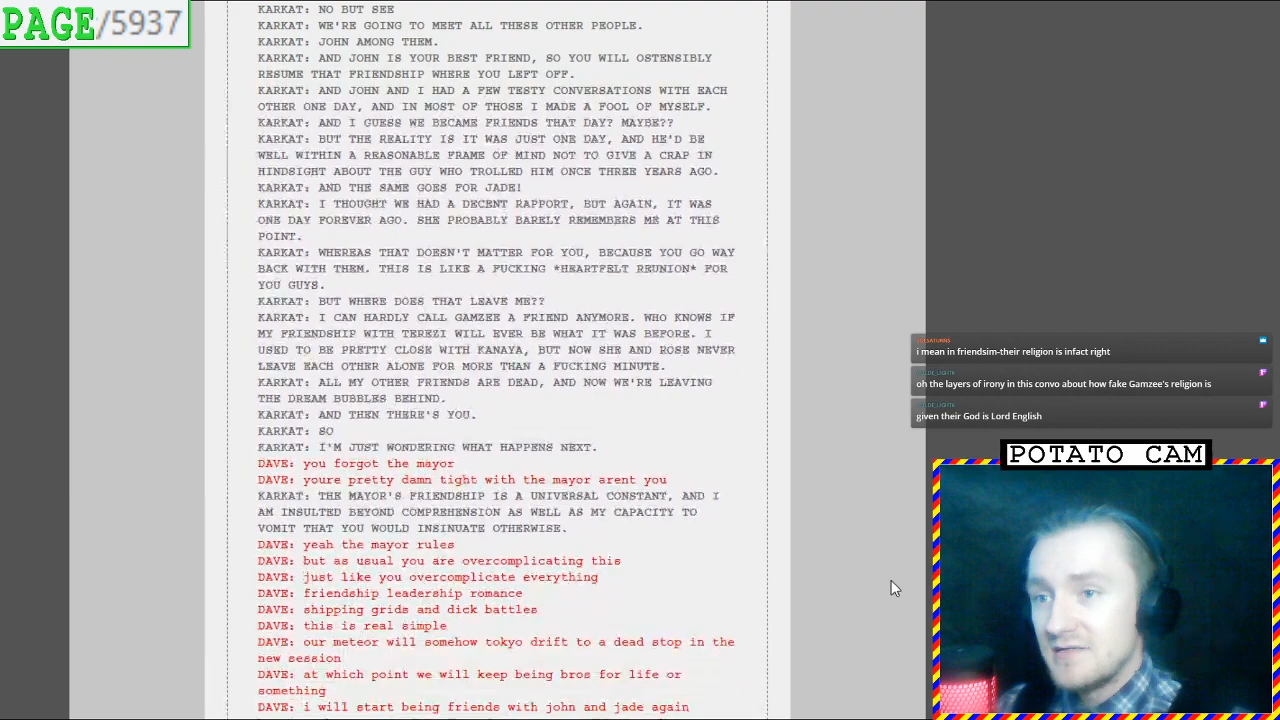 PAGE/5937
KARKAT: NO BUT SEE
KARKAT: WE'RE GOING TO MEET ALL THESE OTHER PEOPLE.
KARKAT: JOHN AMONG THEM.
KARKAT: AND JOHN IS YOUR BEST FRIEND, SO YOU WILL OSTENSIBLY
RESUME THAT FRIENDSHIP WHERE YOU LEFT OFF.
KARKAT: AND JOHN AND I HAD A FEW TESTY CONVERSATIONS WITH EACH
OTHER ONE DAY, AND IN MOST OF THOSE I MADE A FOOL OF MYSELF.
KARKAT: AND I GUESS WE BECAME FRIENDS THAT DAY? MAYBE??
KARKAT: BUT THE REALITY IS IT WAS JUST ONE DAY, AND HE'D BE
WELL WITHIN A REASONABLE FRAME OF MIND NOT TO GIVE A CRAP IN
HINDSIGHT ABOUT THE GUY WHO TROLLED HIM ONCE THREE YEARS AGO.
KARKAT: AND THE SAME GOES FOR JADE!
KARKAT: I THOUGHT WE HAD A DECENT RAPPORT, BUT AGAIN, IT WAS
ONE DAY FOREVER AGO. SHE PROBABLY BARELY REMEMBERS ME AT THIS
POINT.
KARKAT: WHEREAS THAT DOESN'T MATTER FOR YOU, BECAUSE YOU GO WAY
BACK WITH THEM. THIS IS LIKE A FUCKING *HEARTFELT REUNION* FOR
YOU GUYS.
KARKAT: BUT WHERE DOES THAT LEAVE ME??
KARKAT: I CAN HARDLY CALL GAMZEE A FRIEND ANYMORE. WHO KNOWS IF
MY FRIENDSHIP WITH TEREZI WILL EVER BE WHAT IT WAS BEFORE. I
USED TO BE PRETTY CLOSE WITH KANAYA, BUT NOW SHE AND ROSE NEVER
LEAVE EACH OTHER ALONE FOR MORE THAN A FUCKING MINUTE.
KARKAT: ALL MY OTHER FRIENDS ARE DEAD, AND NOW WE'RE LEAVING
THE DREAM BUBBLES BEHIND.
KARKAT: AND THEN THERE'S YOU.
KARKAT: SO
KARKAT: I'M JUST WONDERING WHAT HAPPENS NEXT.
DAVE: you forgot the mayor
DAVE: youre pretty damn tight with the mayor arent you
KARKAT: THE MAYOR'S FRIENDSHIP IS A UNIVERSAL CONSTANT, AND I
AM INSULTED BEYOND COMPREHENSION AS WELL AS MY CAPACITY TO
VOMIT THAT YOU WOULD INSINUATE OTHERWISE.
DAVE: yeah the mayor rules
DAVE: but as usual you are overcomplicating this
DAVE: just like you overcomplicate everything
DAVE: friendship leadership romance
DAVE: shipping grids and dick battles
DAVE: this is real simple
DAVE: our meteor will somehow tokyo drift to a dead stop in the
new session
DAVE: at which point we will keep being bros for life or
something
DAVE: i will start being friends with john and jade again
i mean in friendsim-their religion is infact right
oh the layers of irony in this convo about how fake Gamzee's religion is
given their God is Lord English
POTATO CAM